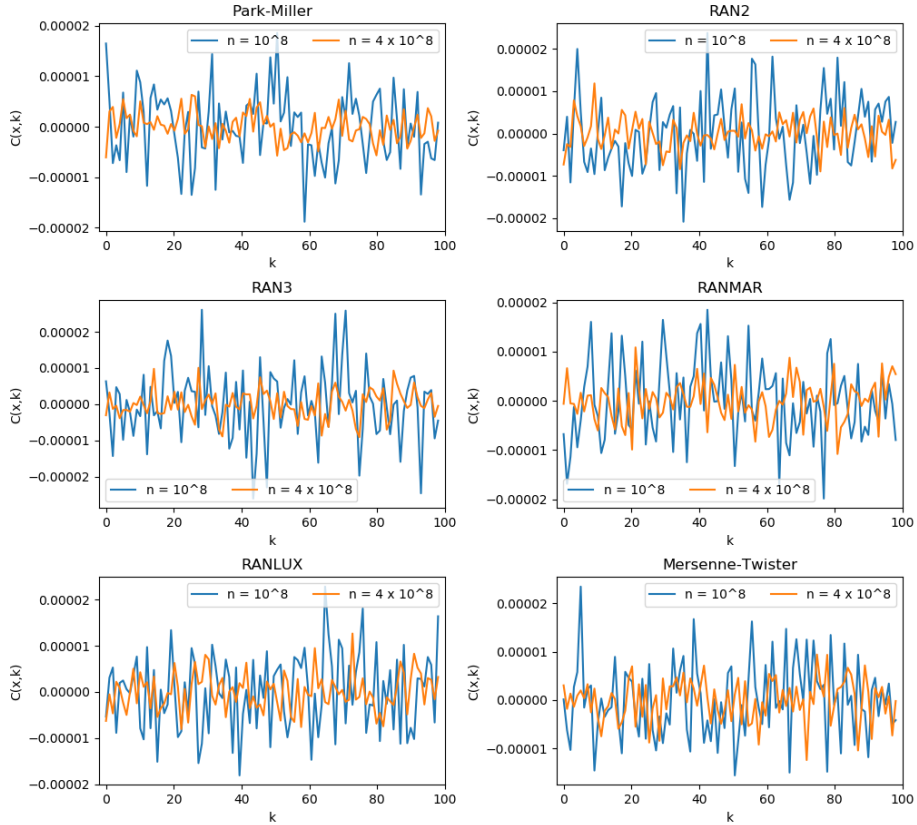 Park-Miller
n = 10^8
n = 4 x 10^8
0.00002
0.00001
0.00000
−0.00001
−0.00002
C(x,k)
0
20
40
60
80
100
k
RAN2
n = 10^8
n = 4 x 10^8
0.00002
0.00001
0.00000
−0.00001
−0.00002
C(x,k)
0
20
40
60
80
100
k
RAN3
0.00002
0.00001
0.00000
−0.00001
−0.00002
C(x,k)
n = 10^8
n = 4 x 10^8
0
20
40
60
80
100
k
RANMAR
0.00002
0.00001
0.00000
−0.00001
−0.00002
C(x,k)
n = 10^8
n = 4 x 10^8
0
20
40
60
80
100
k
RANLUX
n = 10^8
n = 4 x 10^8
0.00002
0.00001
0.00000
−0.00001
−0.00002
C(x,k)
0
20
40
60
80
100
k
Mersenne-Twister
n = 10^8
n = 4 x 10^8
0.00002
0.00001
0.00000
−0.00001
C(x,k)
0
20
40
60
80
100
k